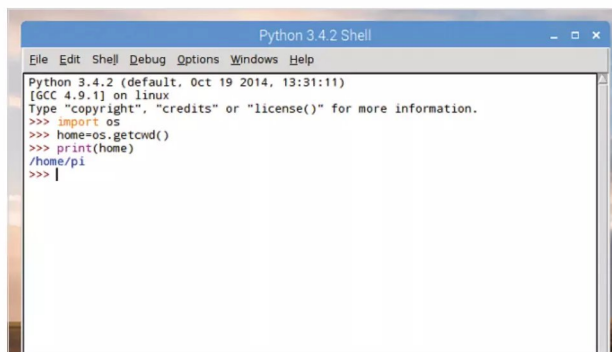 Python 3.4.2 Shell
File Edit Shell Debug Options Windows Help
Python 3.4.2 (default, Oct 19 2014, 13:31:11)
[GCC 4.9.1] on linux
Type "copyright", "credits" or "license()" for more information.
>>> import os
>>> home=os.getcwd()
>>> print(home)
/home/pi
>>>